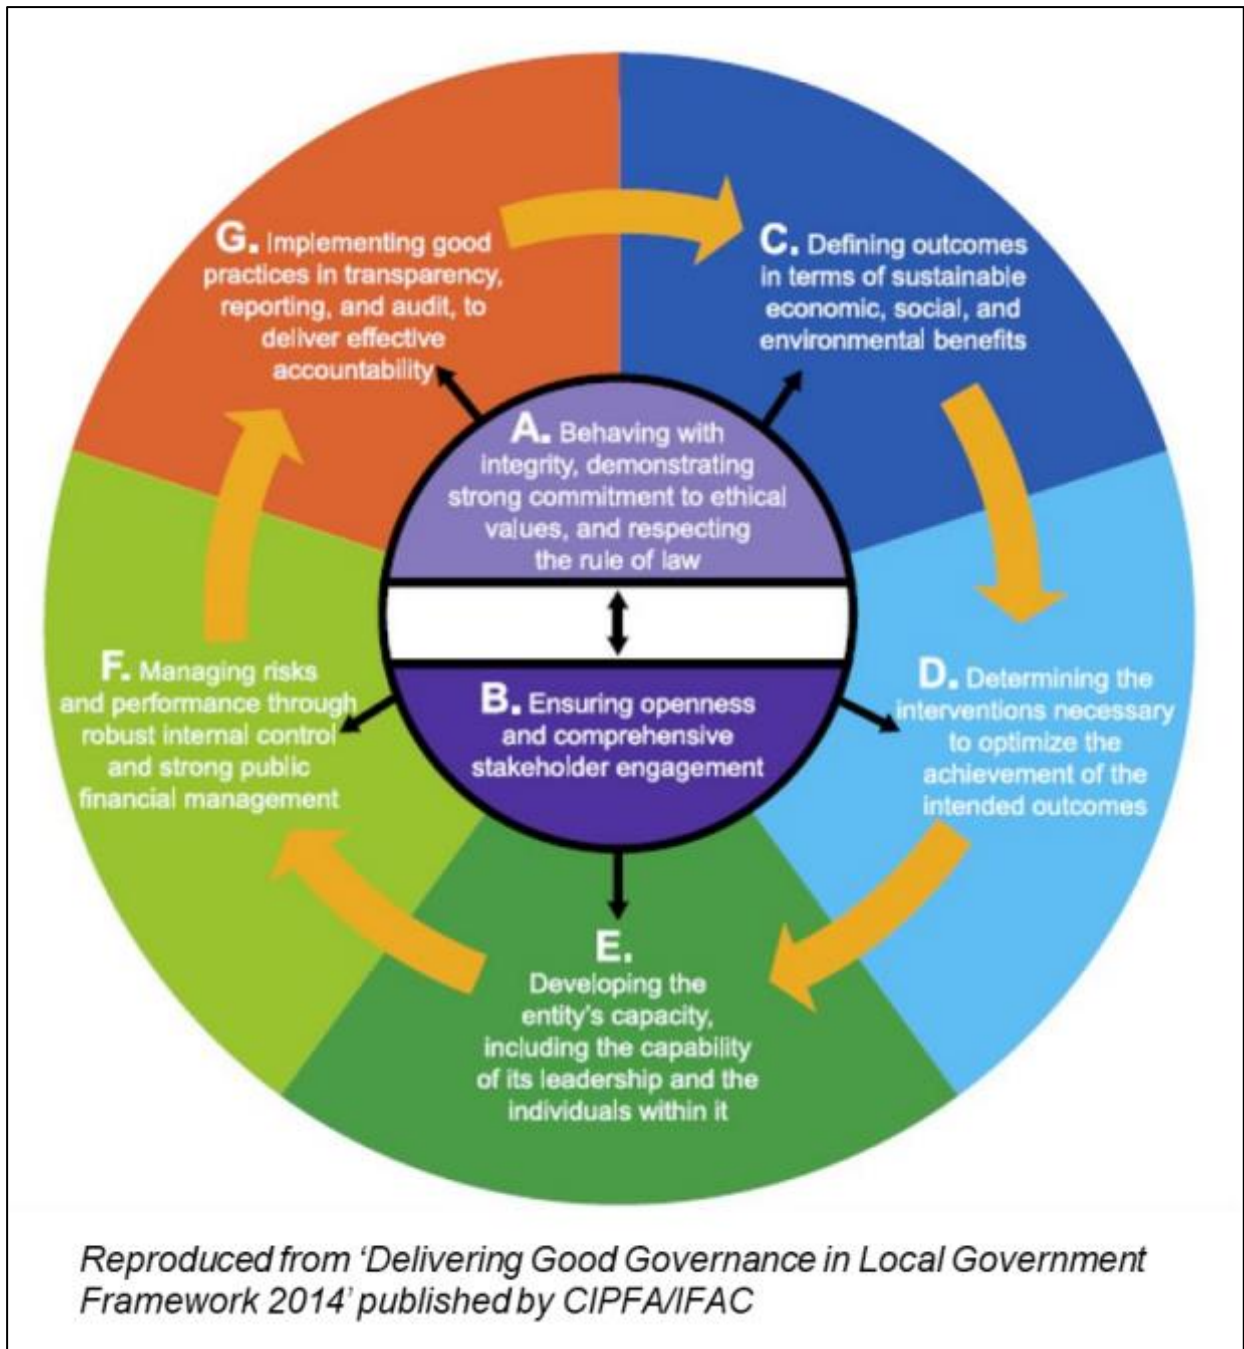 G. Implementing good
practices in transparency,
reporting, and audit, to
deliver effective
accountability
C. Defining outcomes
in terms of sustainable
economic, social, and
environmental benefits
A. Behaving with
integrity, demonstrating
strong commitment to ethical
values, and respecting
the rule of law
B. Ensuring openness
and comprehensive
stakeholder engagement
F. Managing risks
and performance through
robust internal control
and strong public
financial management
D. Determining the
interventions necessary
to optimize the
achievement of the
intended outcomes
E.
Developing the
entity's capacity,
including the capability
of its leadership and the
individuals within it
Reproduced from ‘Delivering Good Governance in Local Government
Framework 2014’ published by CIPFA/IFAC